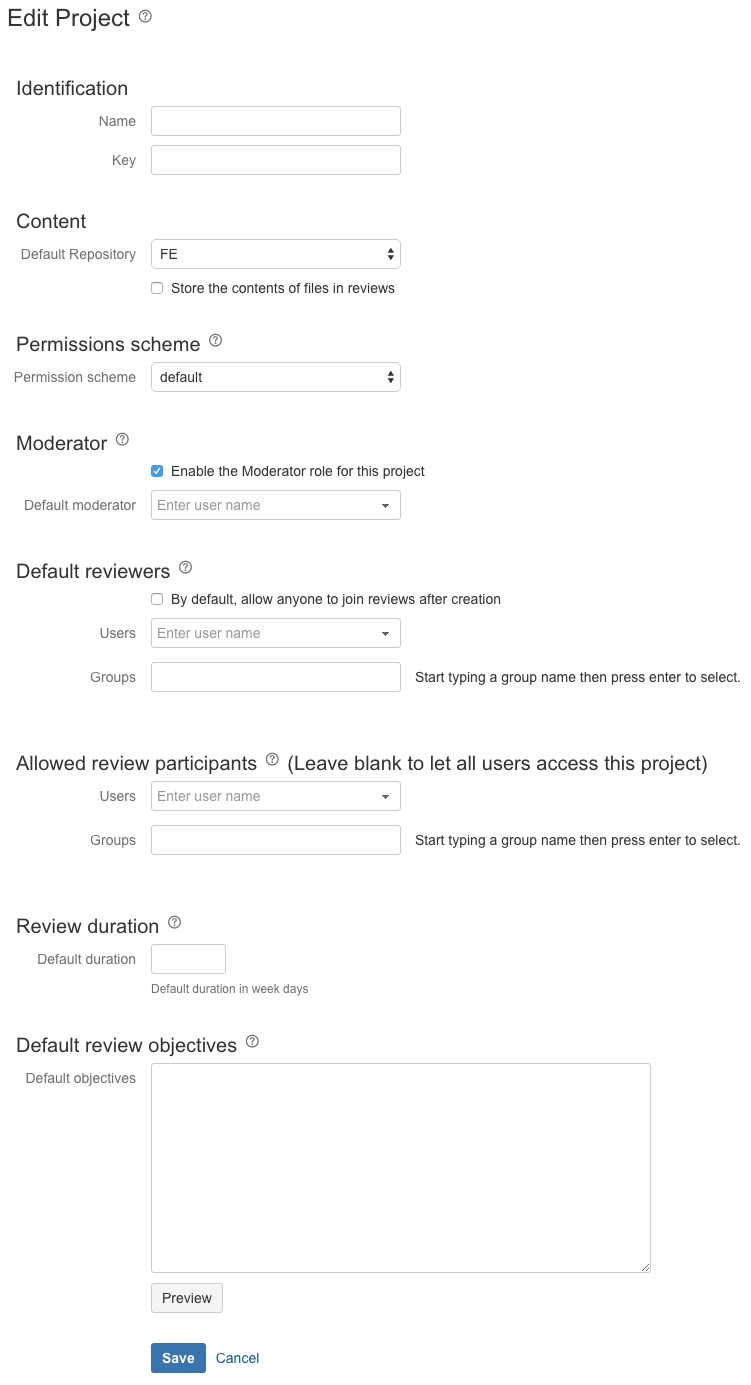 Edit Project ?
Identification
Name
Key
Content
Default Repository FE
Store the contents of files in reviews
Permissions scheme ?
Permission scheme default
Moderator ?
Enable the Moderator role for this project
Default moderator Enter user name
Default reviewers ?
By default, allow anyone to join reviews after creation
Users Enter user name
Groups Start typing a group name then press enter to select.
Allowed review participants ? (Leave blank to let all users access this project)
Users Enter user name
Groups Start typing a group name then press enter to select.
Review duration ?
Default duration
Default duration in week days
Default review objectives ?
Default objectives
Preview
Save Cancel